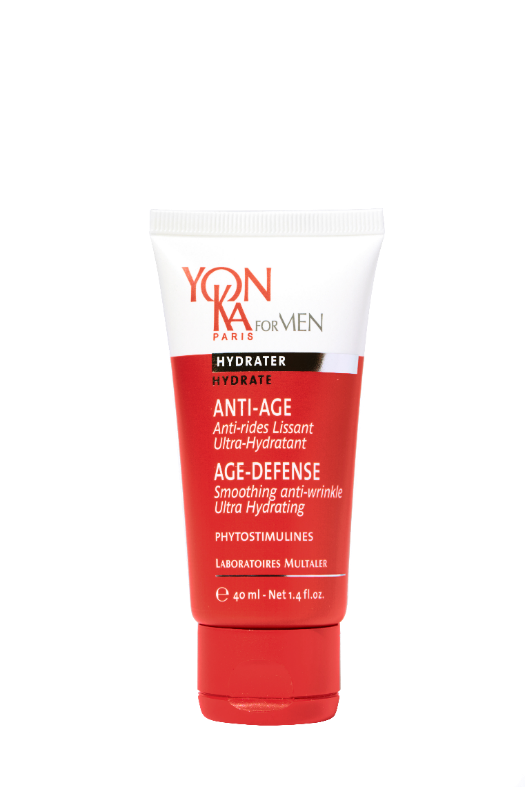 YON
KA FOR MEN
PARIS
HYDRATER
HYDRATE
ANTI-AGE
Anti-rides Lissant
Ultra-Hydratant
AGE-DEFENSE
Smoothing anti-wrinkle
Ultra Hydrating
PHYTOSTIMULINES
LABORATOIRES MULTALER
℮ 40 ml - Net 1.4 fl.oz.